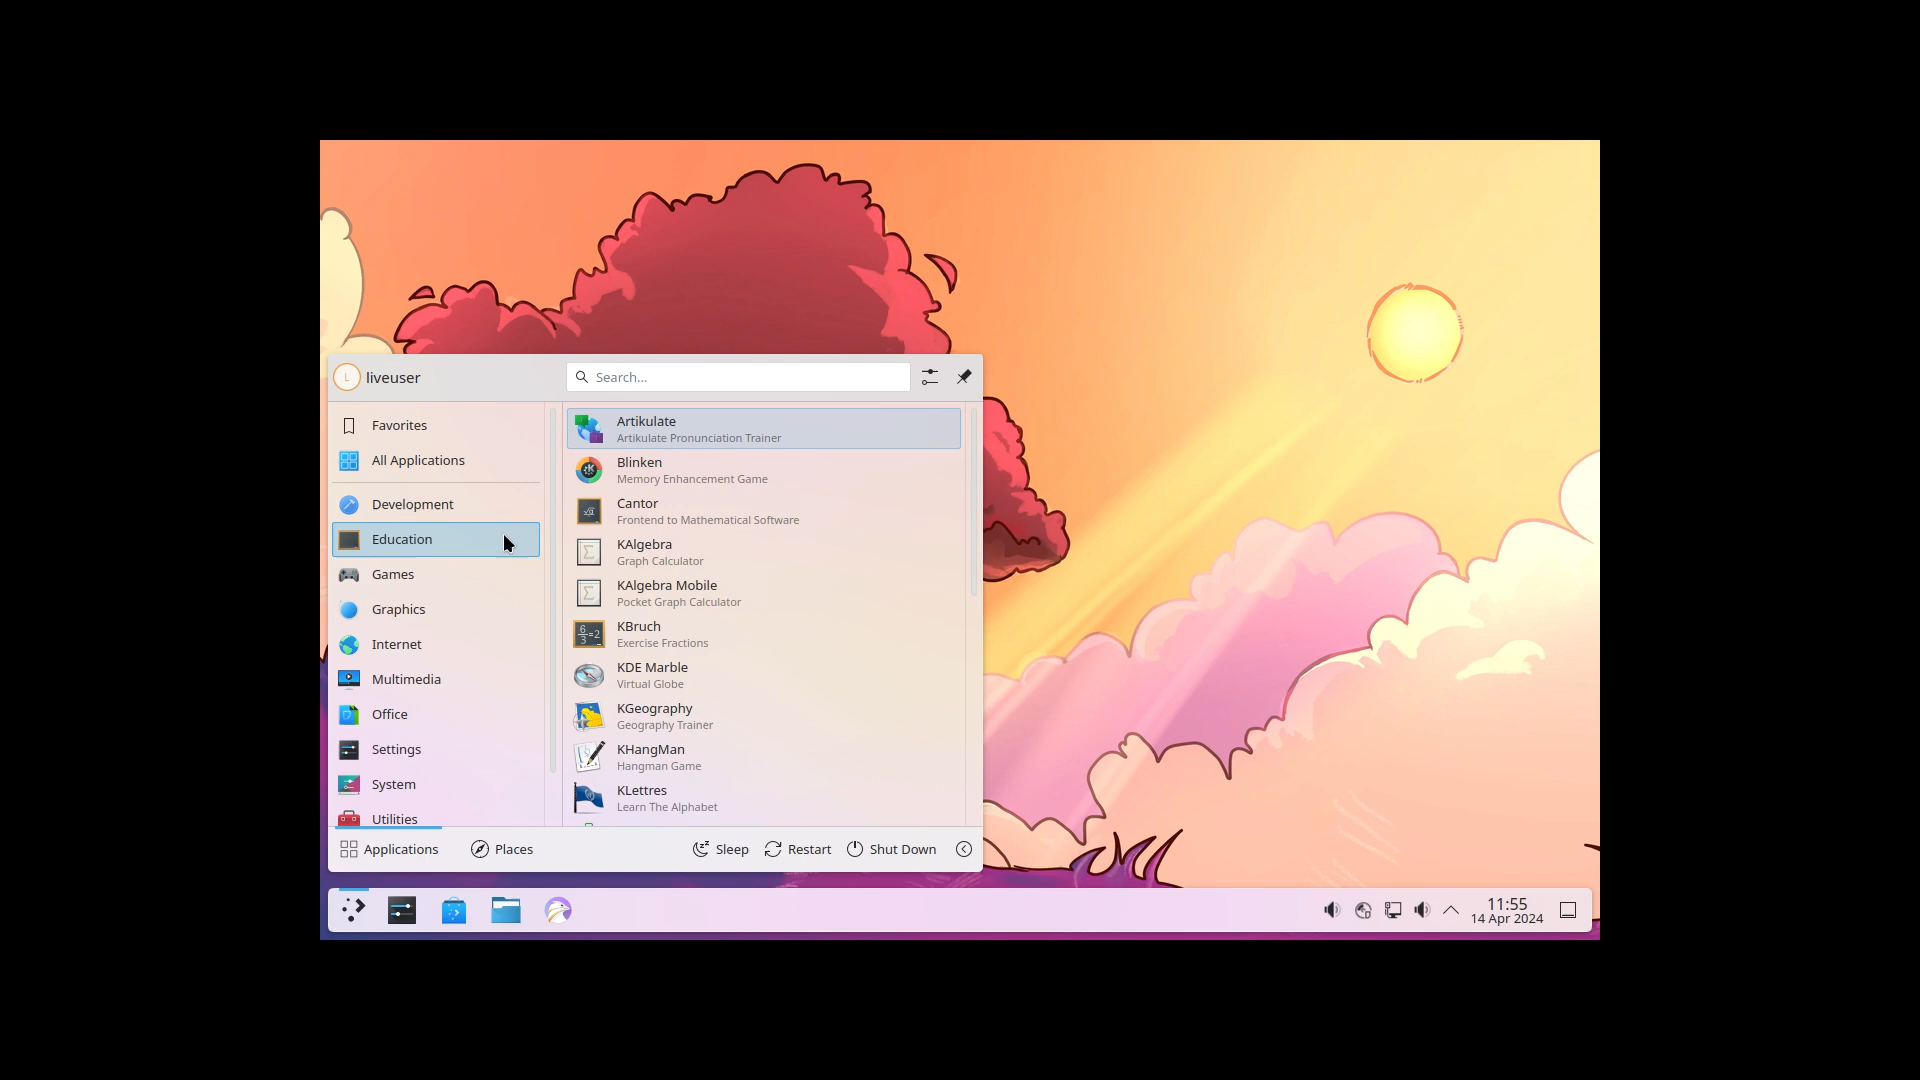 liveuser
Search...
Favorites
All Applications
Development
Education
Games
Graphics
Internet
Multimedia
Office
Settings
System
Utilities
Artikulate
Artikulate Pronunciation Trainer
Blinken
Memory Enhancement Game
Cantor
Frontend to Mathematical Software
KAlgebra
Graph Calculator
KAlgebra Mobile
Pocket Graph Calculator
KBruch
Exercise Fractions
KDE Marble
Virtual Globe
KGeography
Geography Trainer
KHangMan
Hangman Game
KLettres
Learn The Alphabet
Applications
Places
Sleep
Restart
Shut Down
11:55
14 Apr 2024